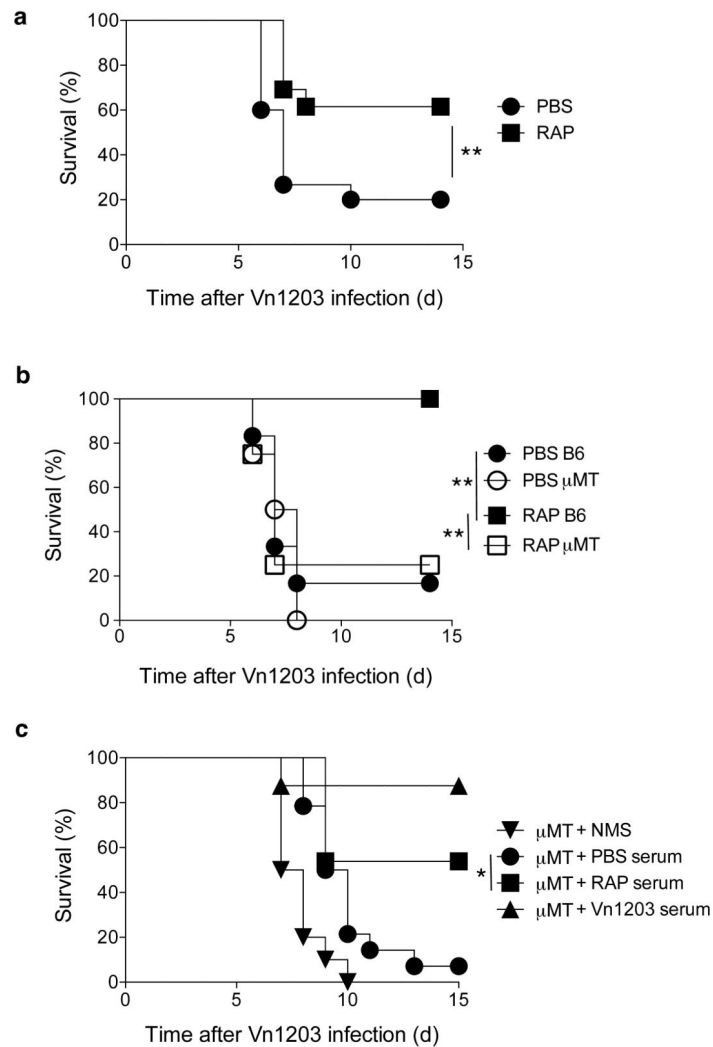 a
Survival (%)
100
80
60
40
20
0
0 5 10 15
Time after Vn1203 infection (d)
PBS
RAP
**
b
Survival (%)
100
80
60
40
20
0
0 5 10 15
Time after Vn1203 infection (d)
PBS B6
PBS μMT
RAP B6
RAP μMT
**
**
c
Survival (%)
100
80
60
40
20
0
0 5 10 15
Time after Vn1203 infection (d)
μMT + NMS
μMT + PBS serum
μMT + RAP serum
μMT + Vn1203 serum
*